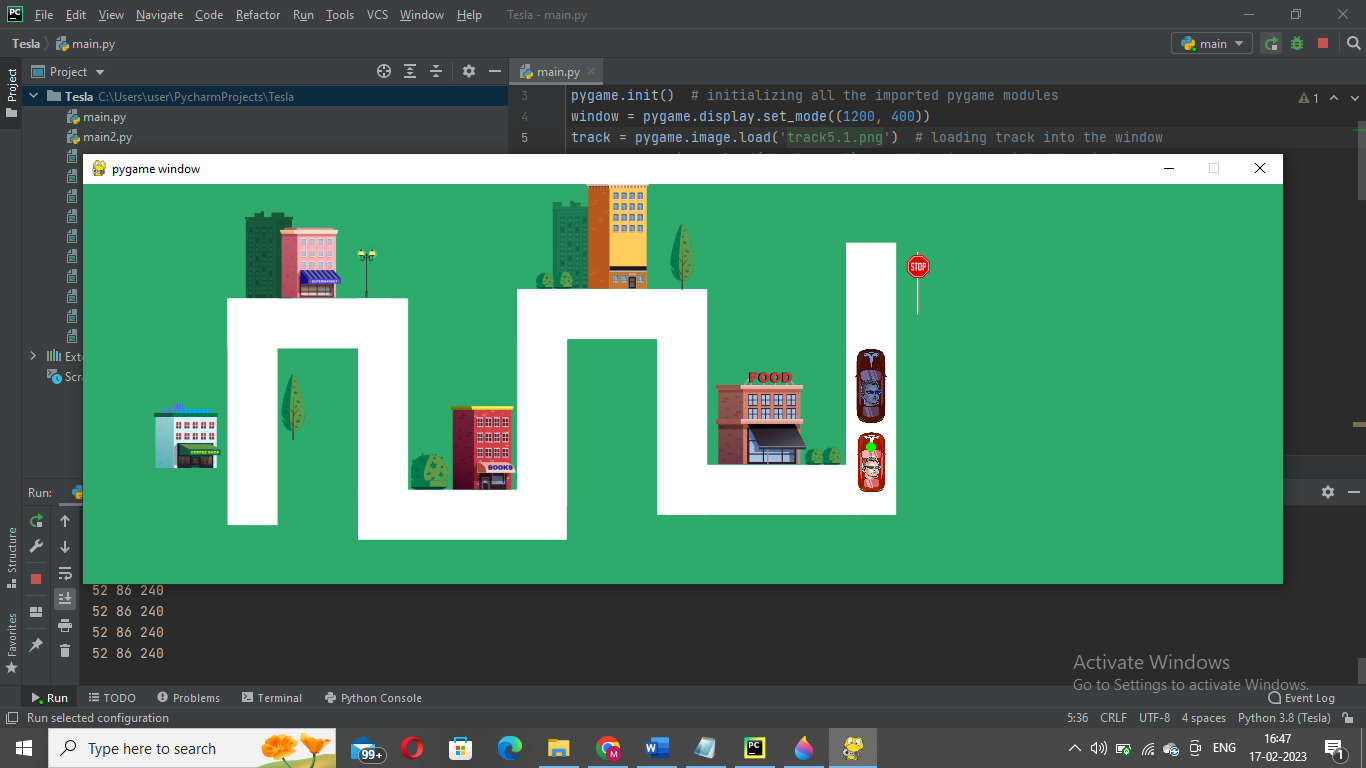 File Edit View Navigate Code Refactor Run Tools VCS Window Help Tesla - main.py
Tesla main.py main
Project main.py
Project
3 pygame.init() # initializing all the imported pygame modules
Tesla C:\Users\user\PycharmProjects\Tesla
1
main.py
4 window = pygame.display.set_mode((1200, 400))
main2.py
5 track = pygame.image.load('track5.1.png') # loading track into the window
pygame window
SUPERMARKET
STOP
FOOD
COFFEE SHOP
BOOKS
Run:
Structure
Favorites
52 86 240
52 86 240
52 86 240
52 86 240
Activate Windows
Go to Settings to activate Windows.
Run TODO Problems Terminal Python Console Event Log
Run selected configuration 5:36 CRLF UTF-8 4 spaces Python 3.8 (Tesla)
Type here to search 99+ ENG 16:47
17-02-2023 1